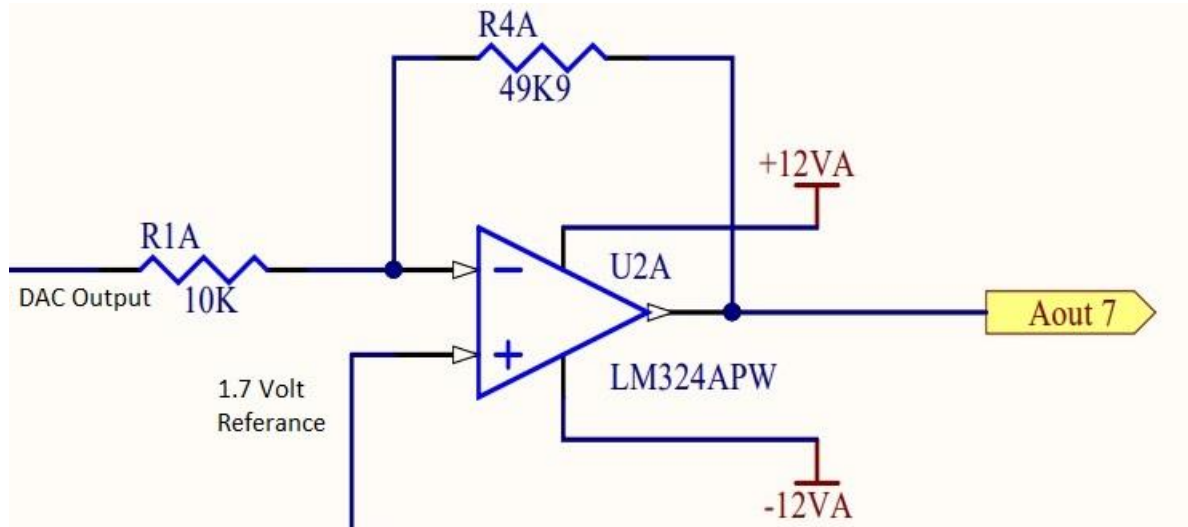 R4A
49K9
+12VA
R1A
10K
DAC Output
−
U2A
+
Aout 7
LM324APW
1.7 Volt
Referance
-12VA